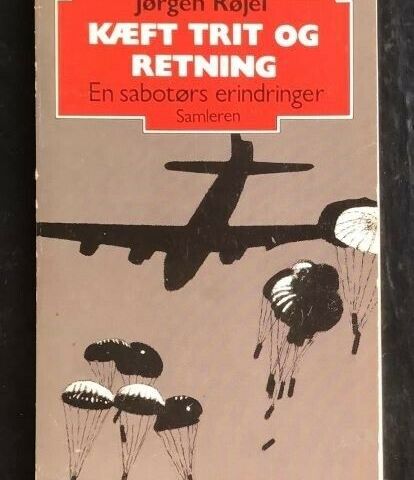 Jørgen Røjel
KÆFT TRIT OG
RETNING
En sabotørs erindringer
Samleren